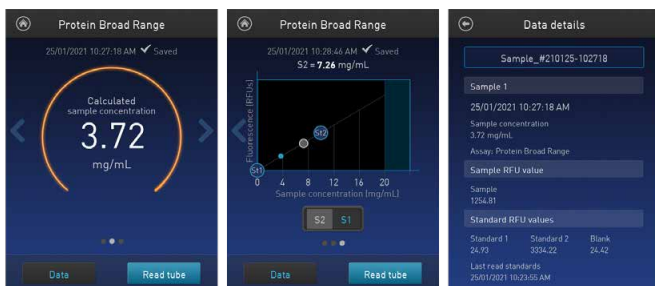 Protein Broad Range
25/01/2021 10:27:18 AM ✔ Saved
Calculated
sample concentration
3.72
mg/mL
Data
Read tube
Protein Broad Range
25/01/2021 10:28:46 AM ✔ Saved
S2 = 7.26 mg/mL
Fluorescence [RFUs]
St2
St1
0 4 8 12 16 20
Sample concentration [mg/mL]
S2 S1
Data
Read tube
Data details
Sample_#210125-102718
Sample 1
25/01/2021 10:27:18 AM
Sample concentration
3.72 mg/mL
Assay: Protein Broad Range
Sample RFU value
Sample
1254.81
Standard RFU values
Standard 1 Standard 2 Blank
24.93 3334.22 24.42
Last read standards
25/01/2021 10:23:55 AM